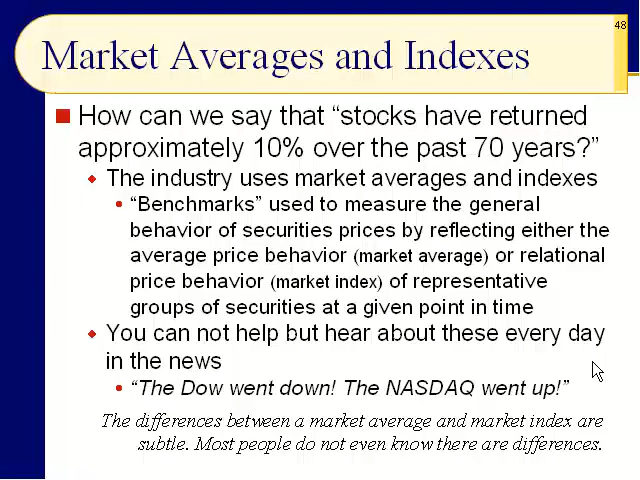 48
Market Averages and Indexes
How can we say that “stocks have returned
approximately 10% over the past 70 years?”
The industry uses market averages and indexes
“Benchmarks” used to measure the general
behavior of securities prices by reflecting either the
average price behavior (market average) or relational
price behavior (market index) of representative
groups of securities at a given point in time
You can not help but hear about these every day
in the news
“The Dow went down! The NASDAQ went up!”
The differences between a market average and market index are
subtle. Most people do not even know there are differences.